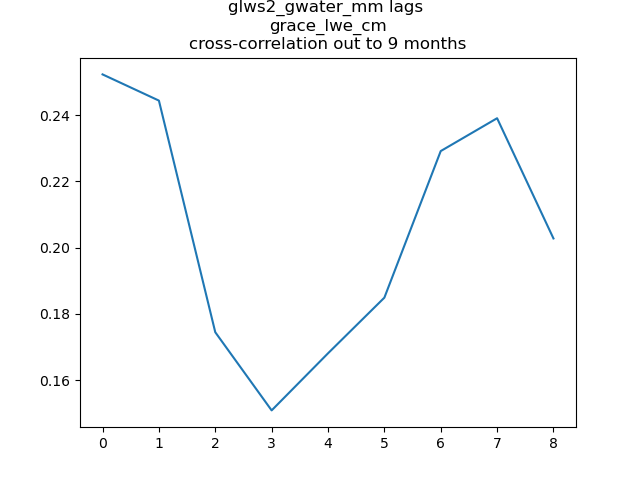 glws2_gwater_mm lags
grace_lwe_cm
cross-correlation out to 9 months
0.24
0.22
0.20
0.18
0.16
0 1 2 3 4 5 6 7 8